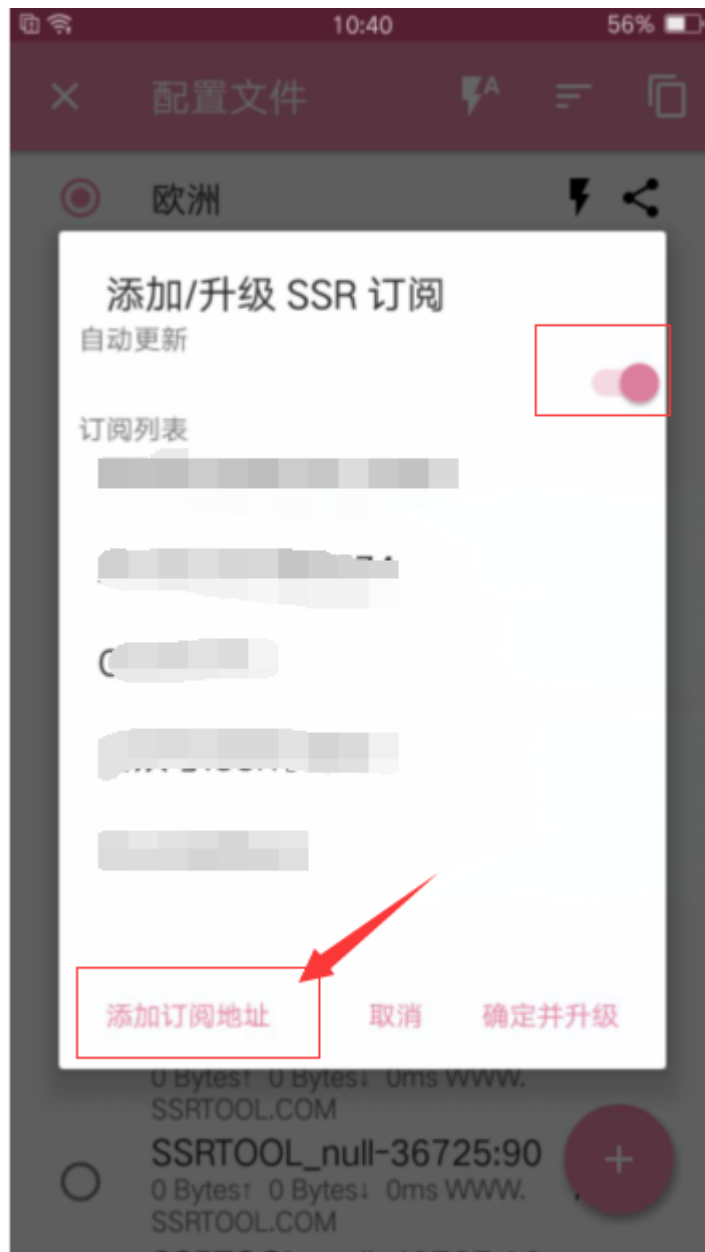 10:40
56%
配置文件
A
欧洲
添加/升级 SSR 订阅
自动更新
订阅列表
添加订阅地址
取消
确定并升级
0 Bytes↑ 0 Bytes↓ 0ms WWW.
SSRTOOL.COM
SSRTOOL_null-36725:90
0 Bytes↑ 0 Bytes↓ 0ms WWW.
SSRTOOL.COM